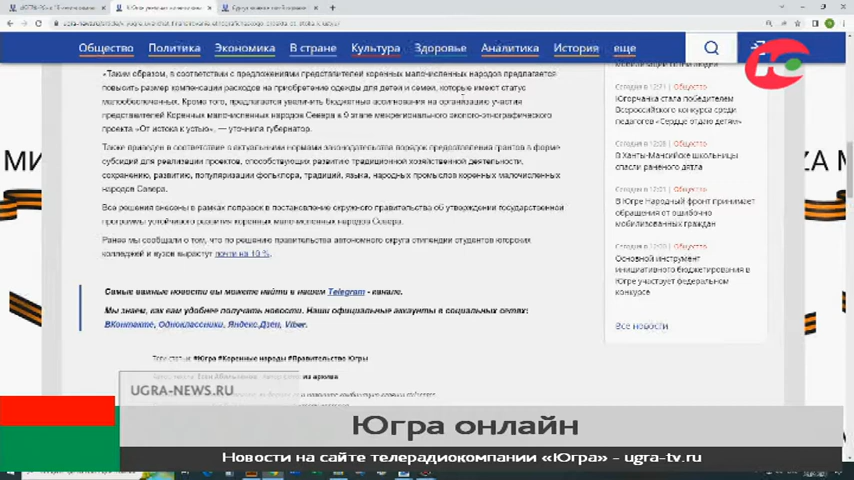 Общество Политика Экономика В стране Культура Здоровье Аналитика История еще
«Таким образом, в соответствии с предложениями представителей коренных малочисленных народов предлагается
повысить размер компенсации расходов на приобретение одежды для детей и семей, которые имеют статус
малообеспеченных. Кроме того, предлагается увеличить бюджетные ассигнования на организацию участия
представителей Коренных малочисленных народов Севера к 9 этапе межрегионального эколого-этнографического
проекта «От истока к устью», — уточнила губернатор.
Также приведен в соответствие с актуальными нормами законодательства порядок предоставления грантов в форме
субсидий для реализации проектов, способствующих развитию традиционной хозяйственной деятельности,
сохранению, развитию, популяризации фольклора, традиций, языка, народных промыслов коренных малочисленных
народов Севера.
Все решения внесены в рамках поправок в постановление окружного правительства об утверждении государственной
программы устойчивого развития коренных малочисленных народов Севера.
Ранее мы сообщали о том, что по решению правительства автономного округа стипендии студентов югорских
колледжей и вузов вырастут почти на 10 %.
Самые важные новости вы можете найти в нашем Telegram - канале.
Мы знаем, как вам удобнее получать новости. Наши официальные аккаунты в социальных сетях:
ВКонтакте, Одноклассники, Яндекс.Дзен, Viber.
Теги статьи: #Югра #Коренные народы #Правительство Югры
из архива
Сегодня в 12:21 Общество
Югорчанка стала победителем
Всероссийского конкурса среди
педагогов «Сердце отдаю детям»
Общество
В Ханты-Мансийске школьницы
спасли раненого дятла
Общество
В Югре Народный фронт принимает
обращения от ошибочно
мобилизованных граждан
Общество
Основной инструмент
инициативного бюджетирования в
Югре участвует федеральном
конкурсе
Все новости
UGRA-NEWS.RU
Югра онлайн
Новости на сайте телерадиокомпании «Югра» - ugra-tv.ru